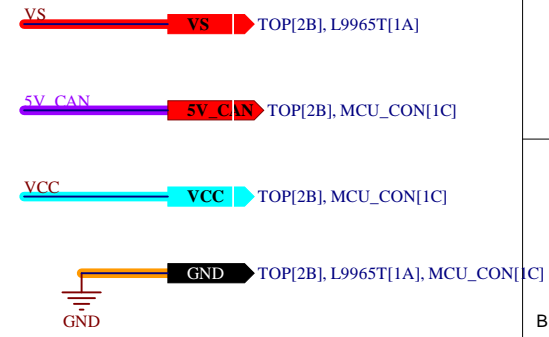 VS VS TOP[2B], L9965T[1A]
5V_CAN 5V_CAN TOP[2B], MCU_CON[1C]
VCC VCC TOP[2B], MCU_CON[1C]
GND TOP[2B], L9965T[1A], MCU_CON[1C]
GND
B